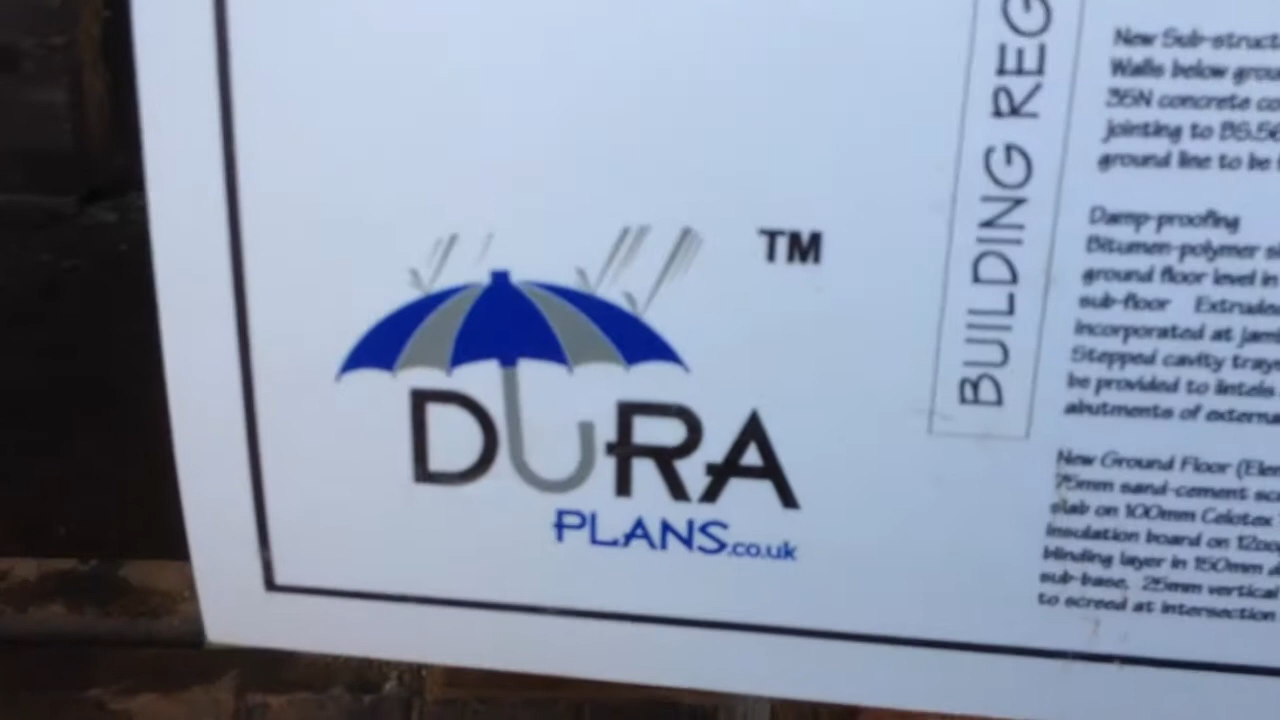 TM
DURA
PLANS.co.uk
BUILDING REG
New Sub-struct
Walls below grou
35N concrete co
jointing to BS.56
ground line to be
Damp-proofing
Bitumen-polymer s
ground floor level in
sub-floor Extrude
incorporated at jam
Stepped cavity tray
be provided to lintels
abutments of externa
New Ground Floor (Ele
75mm sand-cement sc
slab on 100mm Celotex
insulation board on
blinding layer in 150mm
sub-base, 25mm vertical
to screed at intersection